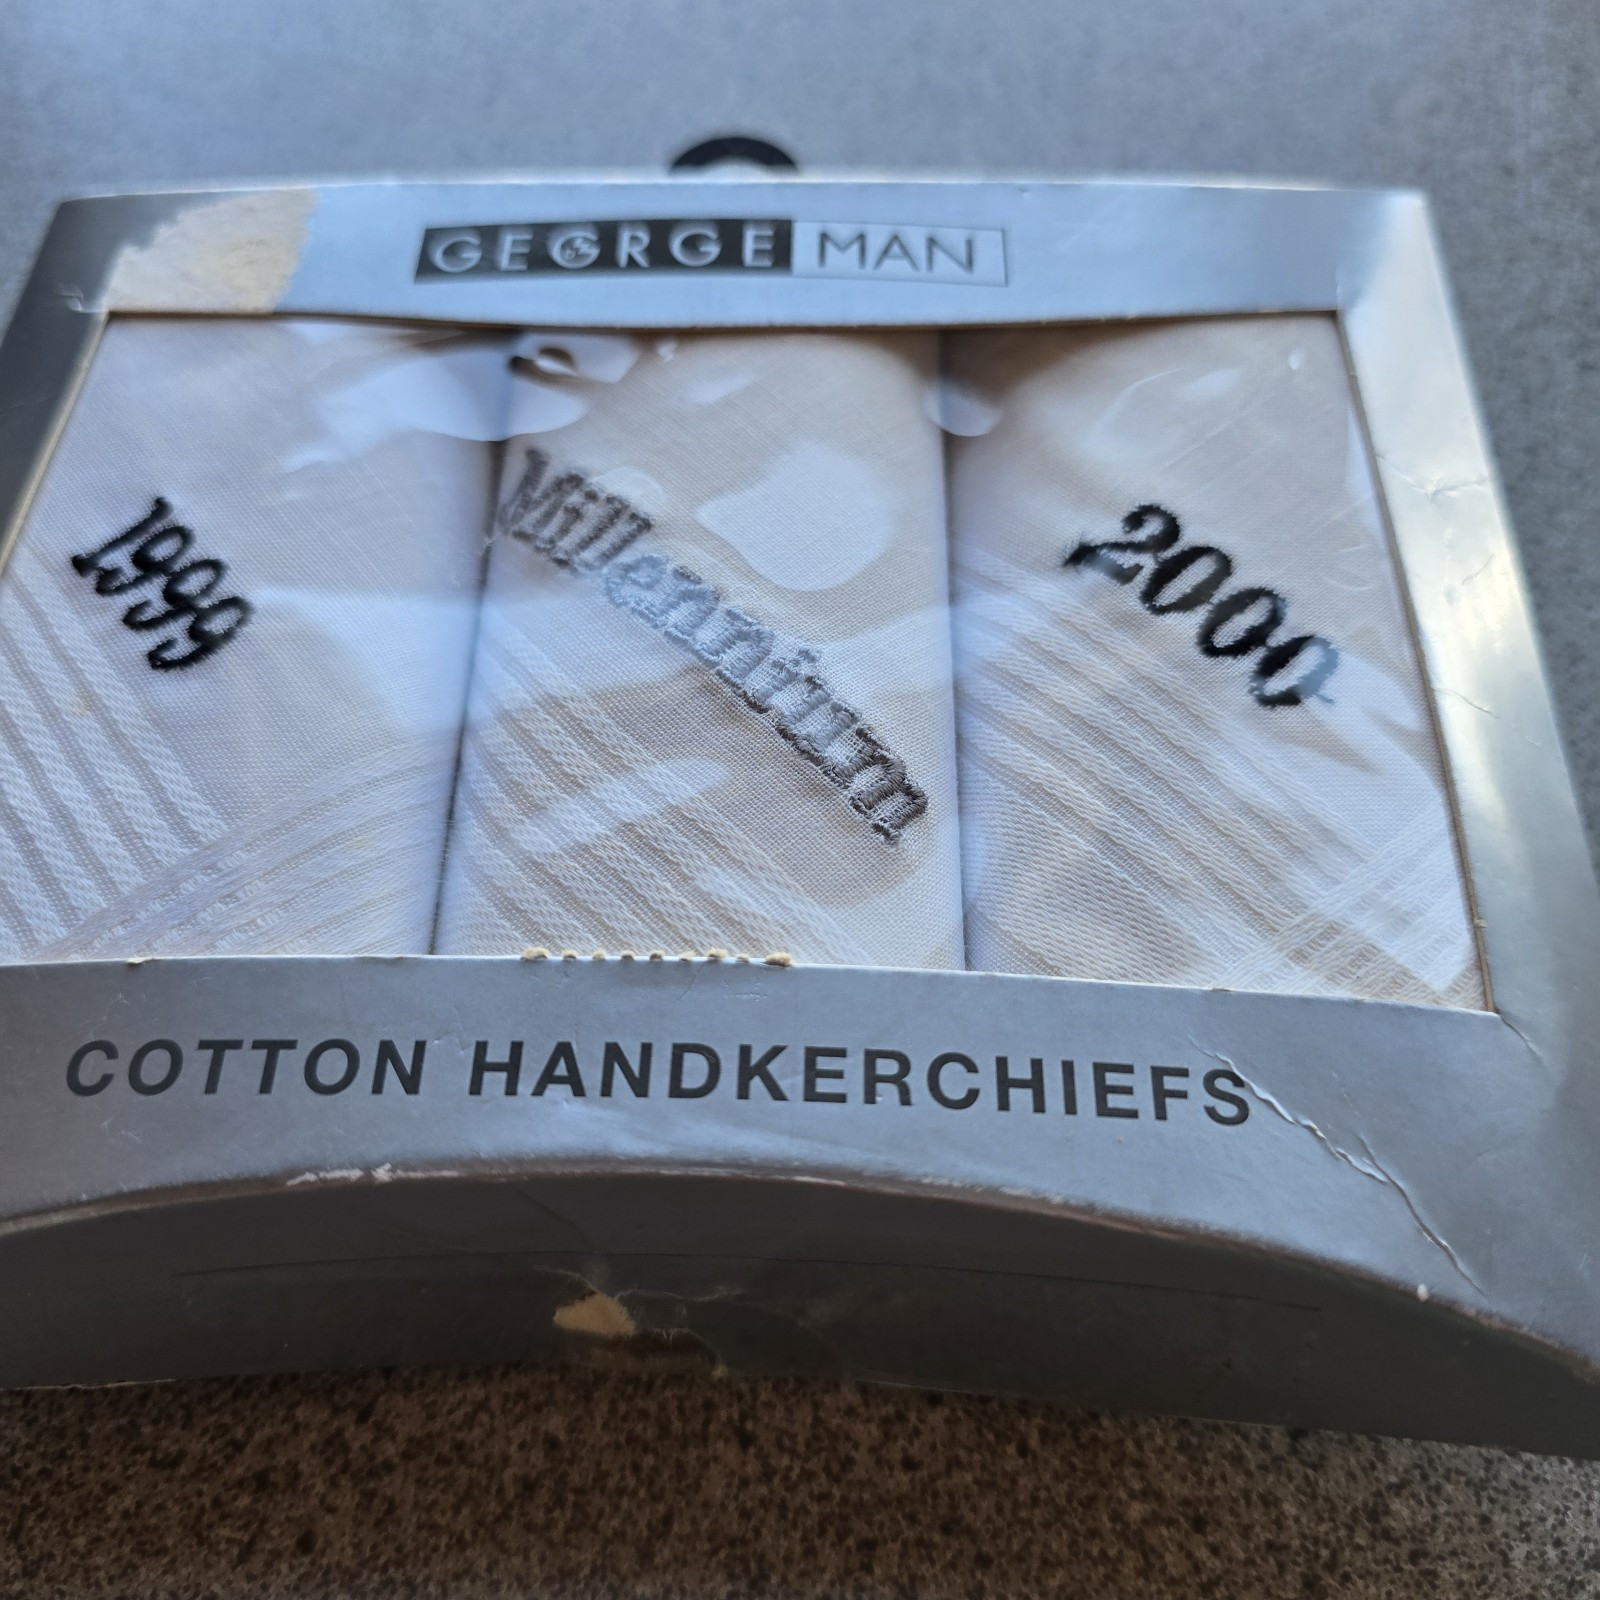 GEORGE MAN
1999
Millennium
2000
COTTON HANDKERCHIEFS